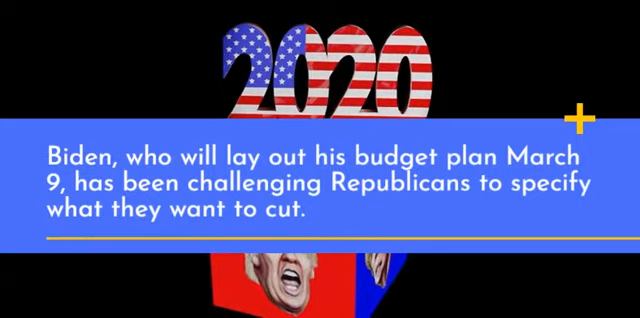 2020
Biden, who will lay out his budget plan March
9, has been challenging Republicans to specify
what they want to cut.